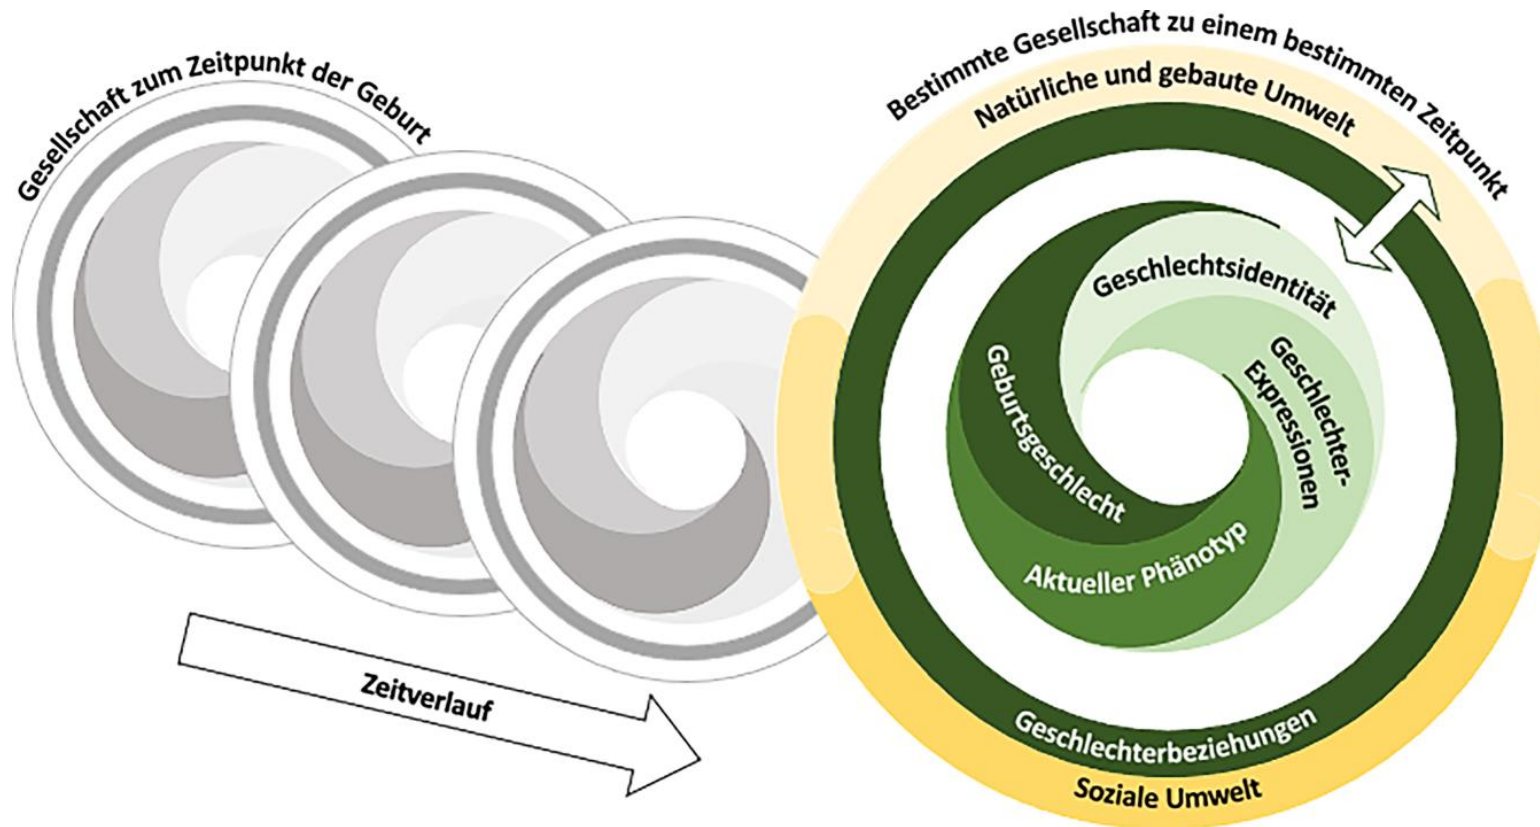 Gesellschaft zum Zeitpunkt der Geburt
Bestimmte Gesellschaft zu einem bestimmten Zeitpunkt
Natürliche und gebaute Umwelt
Geschlechtsidentität
Geschlechter-
Expressionen
Geburtsgeschlecht
Aktueller Phänotyp
Geschlechterbeziehungen
Soziale Umwelt
Zeitverlauf